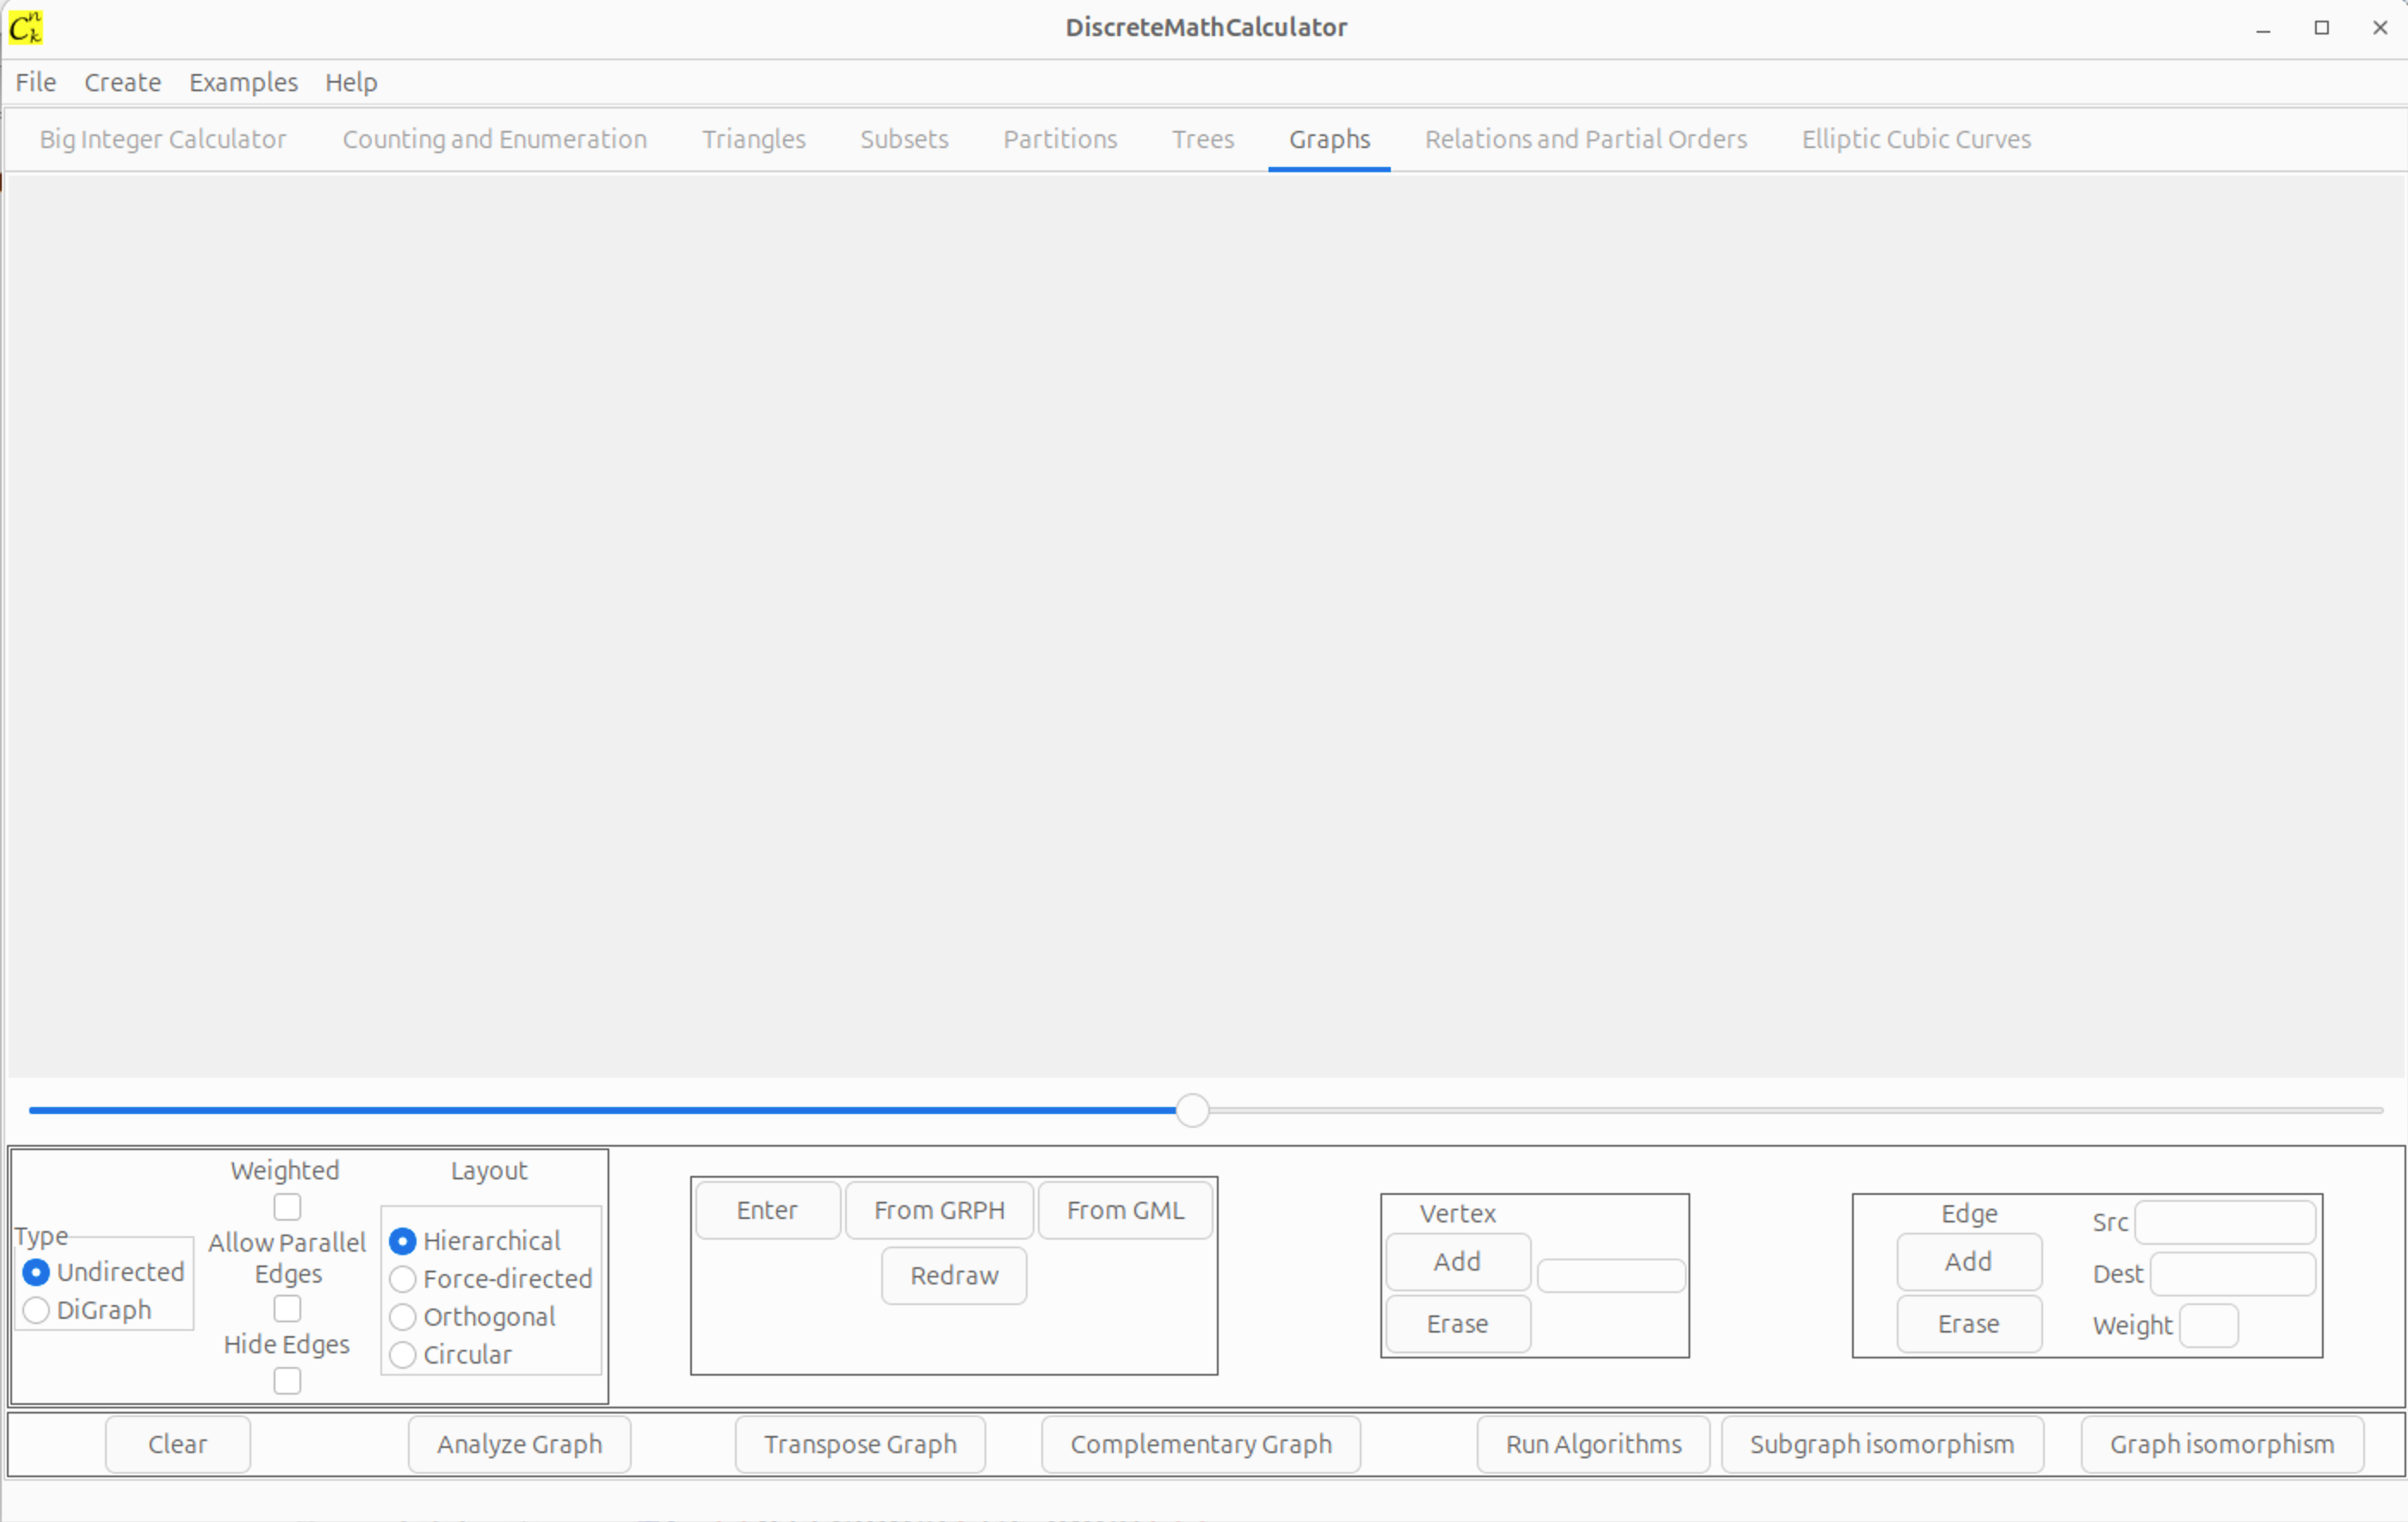 C n k
DiscreteMathCalculator
File Create Examples Help
Big Integer Calculator Counting and Enumeration Triangles Subsets Partitions Trees Graphs Relations and Partial Orders Elliptic Cubic Curves
Weighted Layout
Type
Undirected
DiGraph
Allow Parallel
Edges
Hide Edges
Hierarchical
Force-directed
Orthogonal
Circular
Enter From GRPH From GML
Redraw
Vertex
Add
Erase
Edge
Add
Erase
Src
Dest
Weight
Clear Analyze Graph Transpose Graph Complementary Graph Run Algorithms Subgraph isomorphism Graph isomorphism